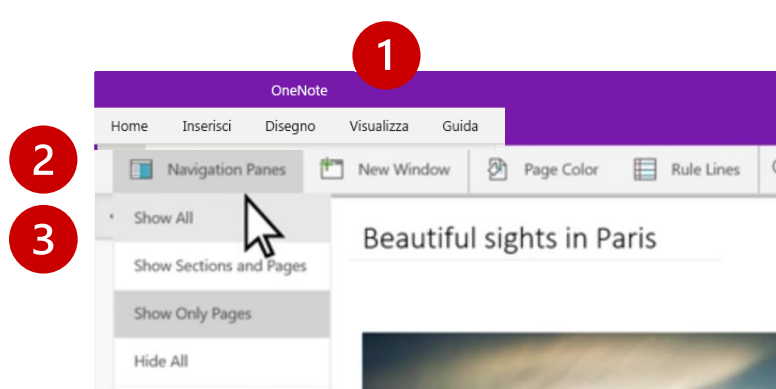 1
OneNote
Home Inserisci Disegno Visualizza Guida
2
Navigation Panes New Window Page Color Rule Lines
3
Show All
Beautiful sights in Paris
Show Sections and Pages
Show Only Pages
Hide All